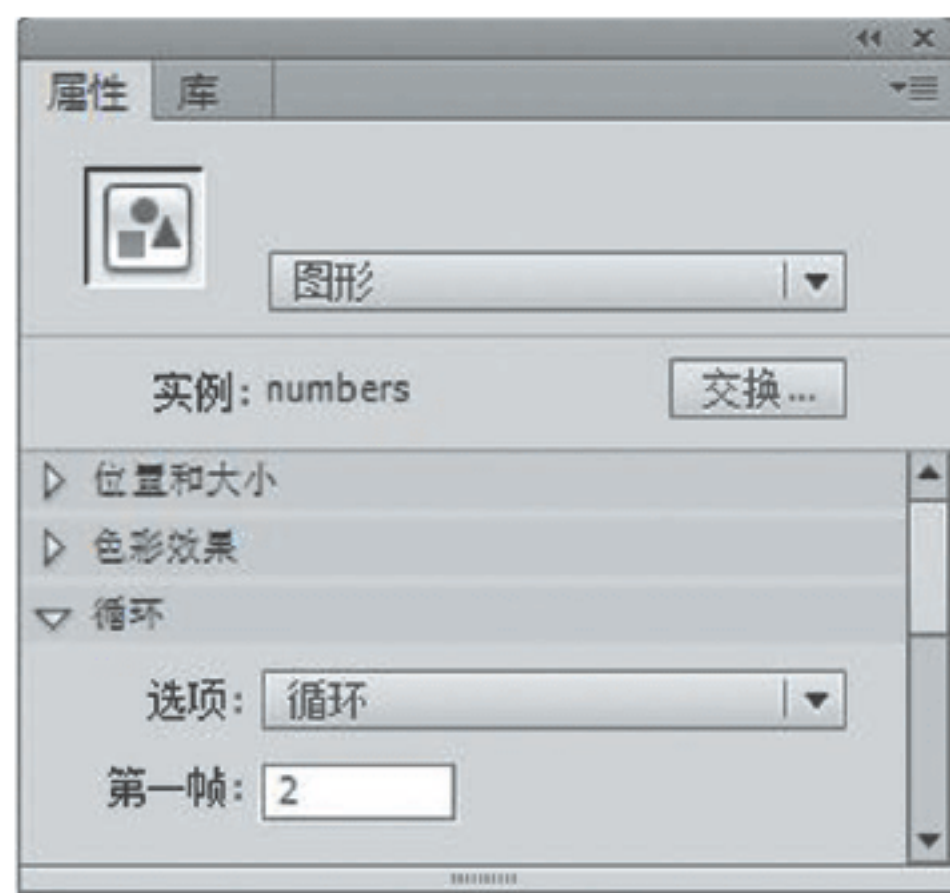 属性 库
图形
实例: numbers 交换...
位置和大小
色彩效果
循环
选项: 循环
第一帧: 2